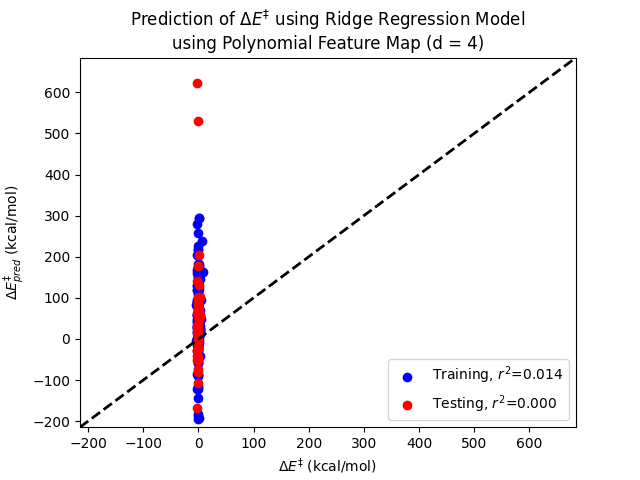 Prediction of ΔE‡ using Ridge Regression Model
using Polynomial Feature Map (d = 4)
ΔE‡pred (kcal/mol)
600
500
400
300
200
100
0
−100
−200
Training, r²=0.014
Testing, r²=0.000
−200 −100 0 100 200 300 400 500 600
ΔE‡ (kcal/mol)